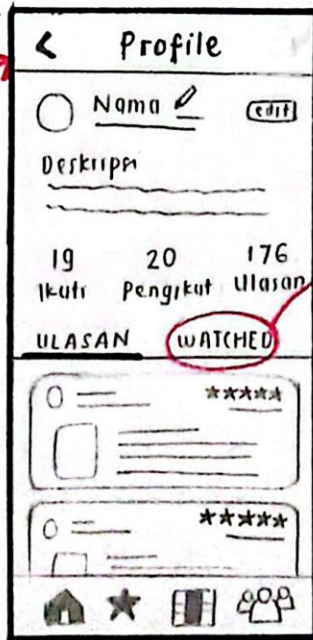 < Profile
Nama edit
Deskripsi
19 20 176
Ikuti Pengikut Ulasan
ULASAN WATCHED